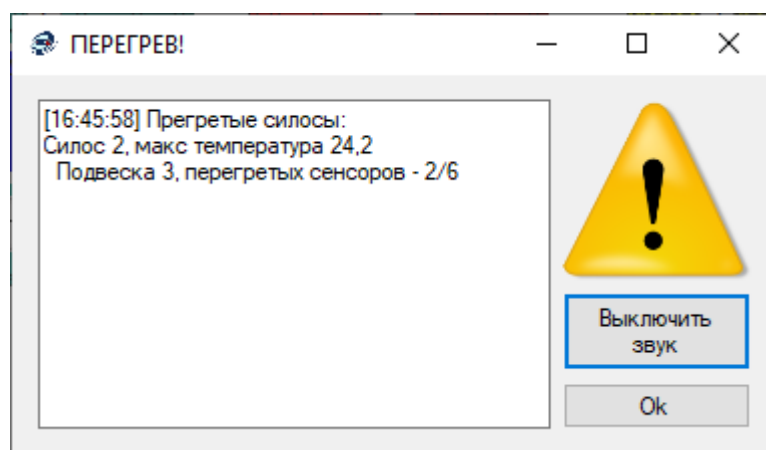 ПЕРЕГРЕВ!
[16:45:58] Прегретые силосы:
Силос 2, макс температура 24,2
Подвеска 3, перегретых сенсоров - 2/6
Выключить
звук
Ok